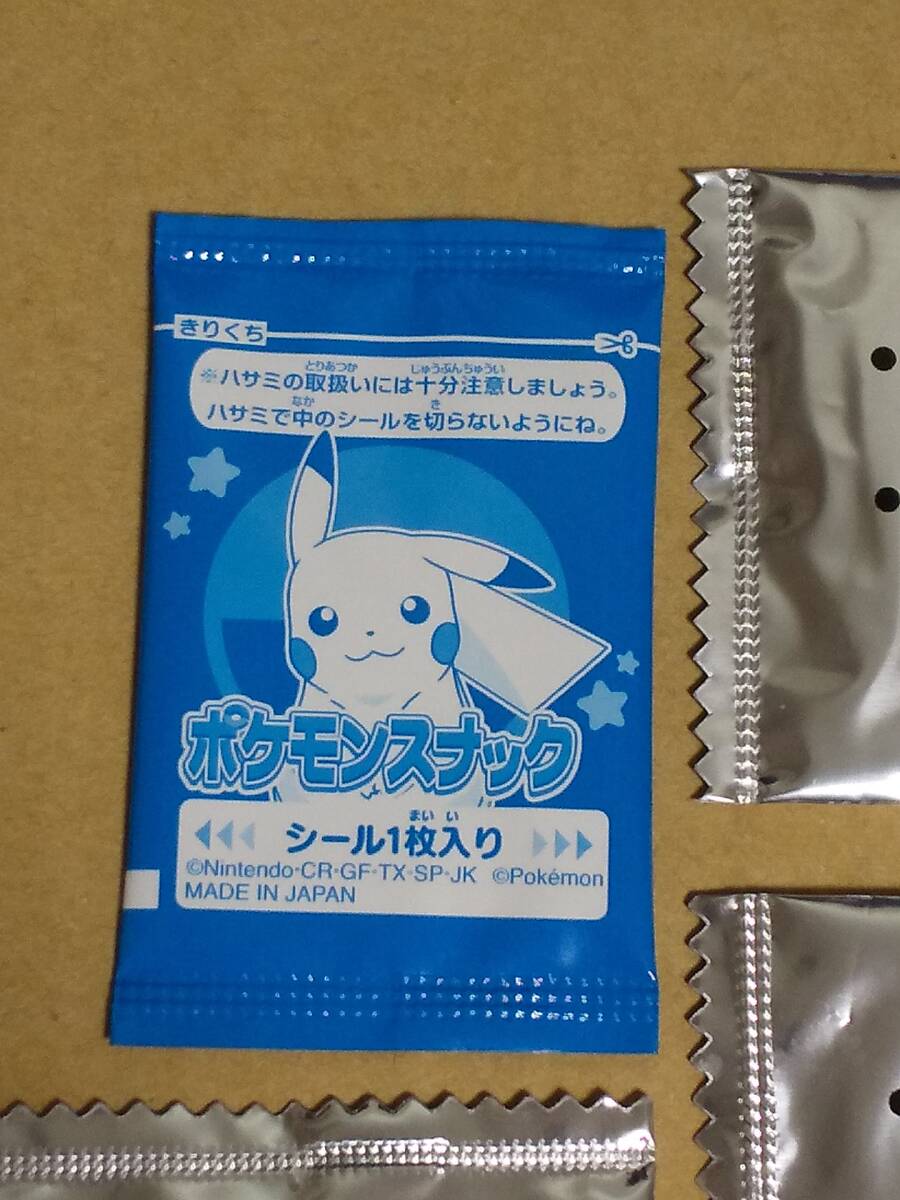 きりくち
※ハサミの取扱いには十分注意しましょう。
ハサミで中のシールを切らないようにね。
ポケモンスナック
シール1枚入り
©Nintendo・CR・GF・TX・SP・JK ©Pokémon
MADE IN JAPAN